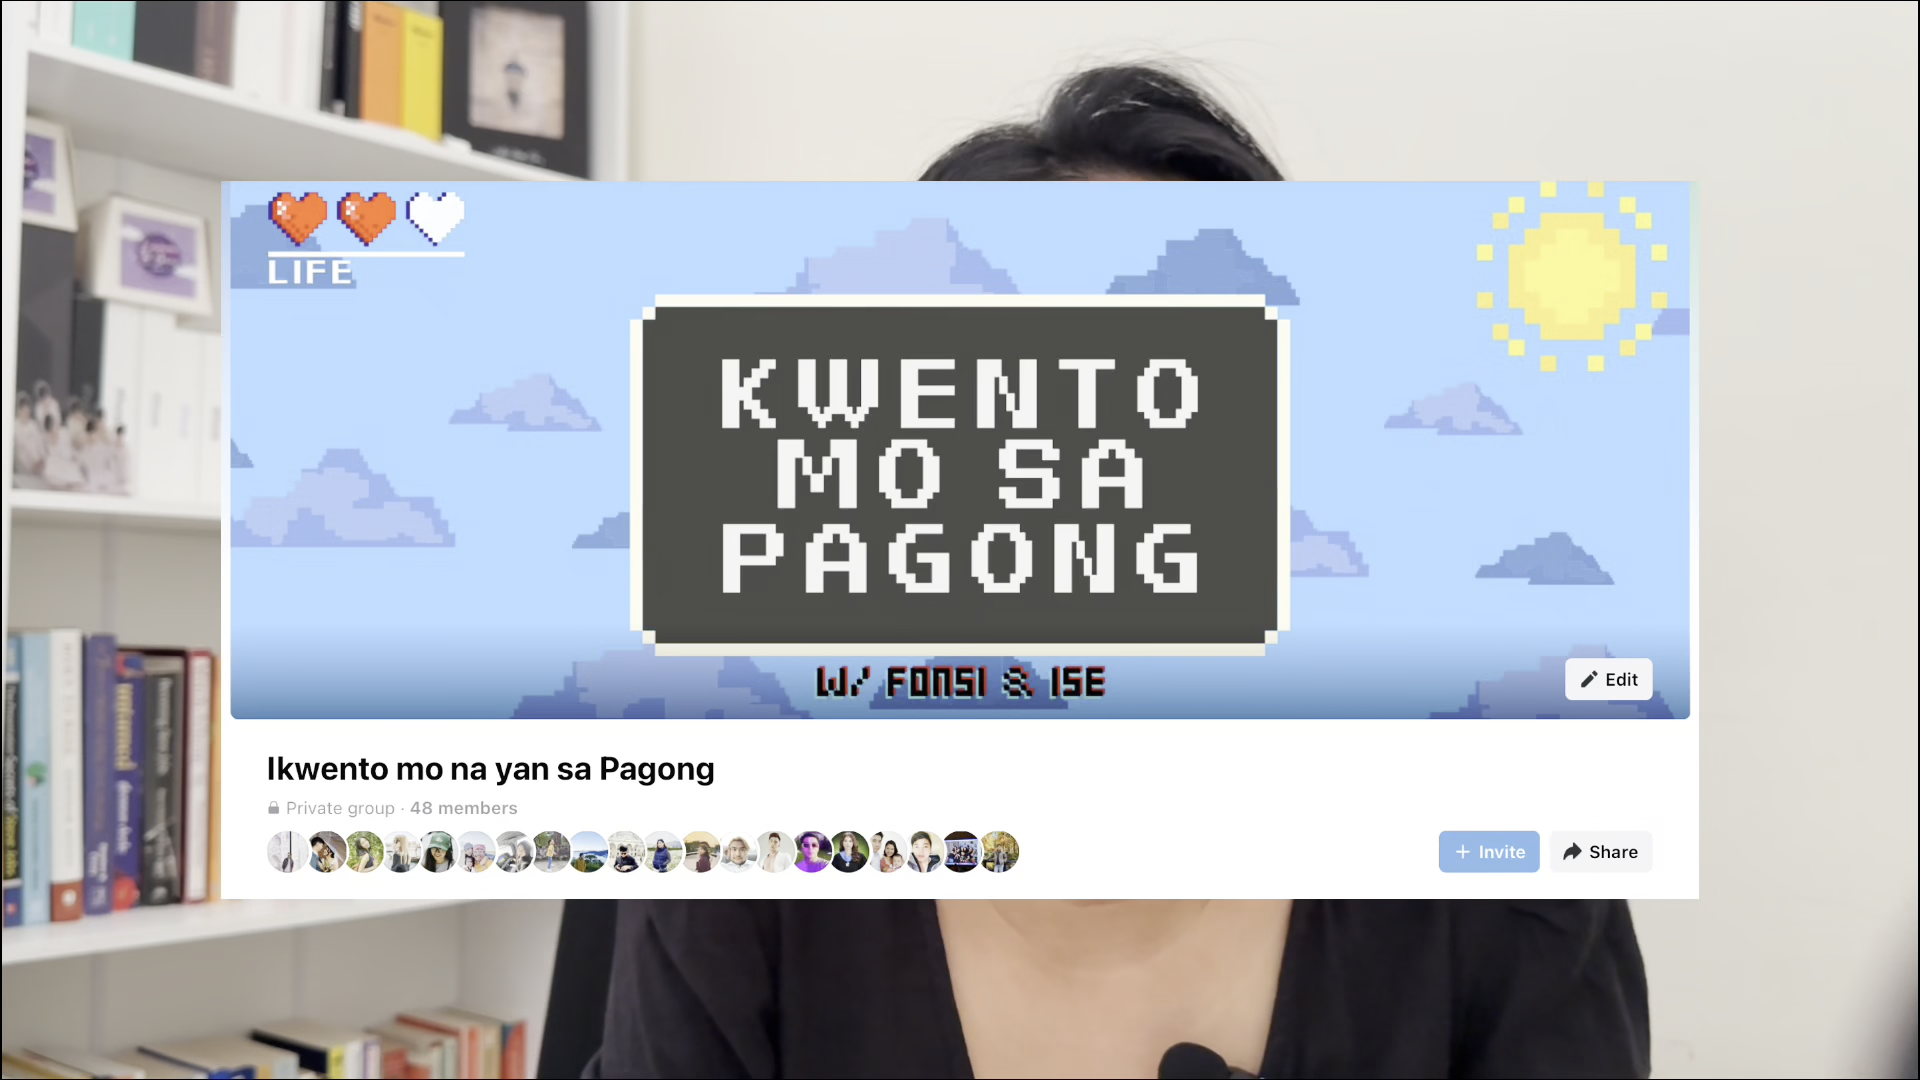 LIFE
KWENTO
MO SA
PAGONG
W/ FONSI & ISE
Edit
Ikwento mo na yan sa Pagong
Private group · 48 members
+ Invite
Share